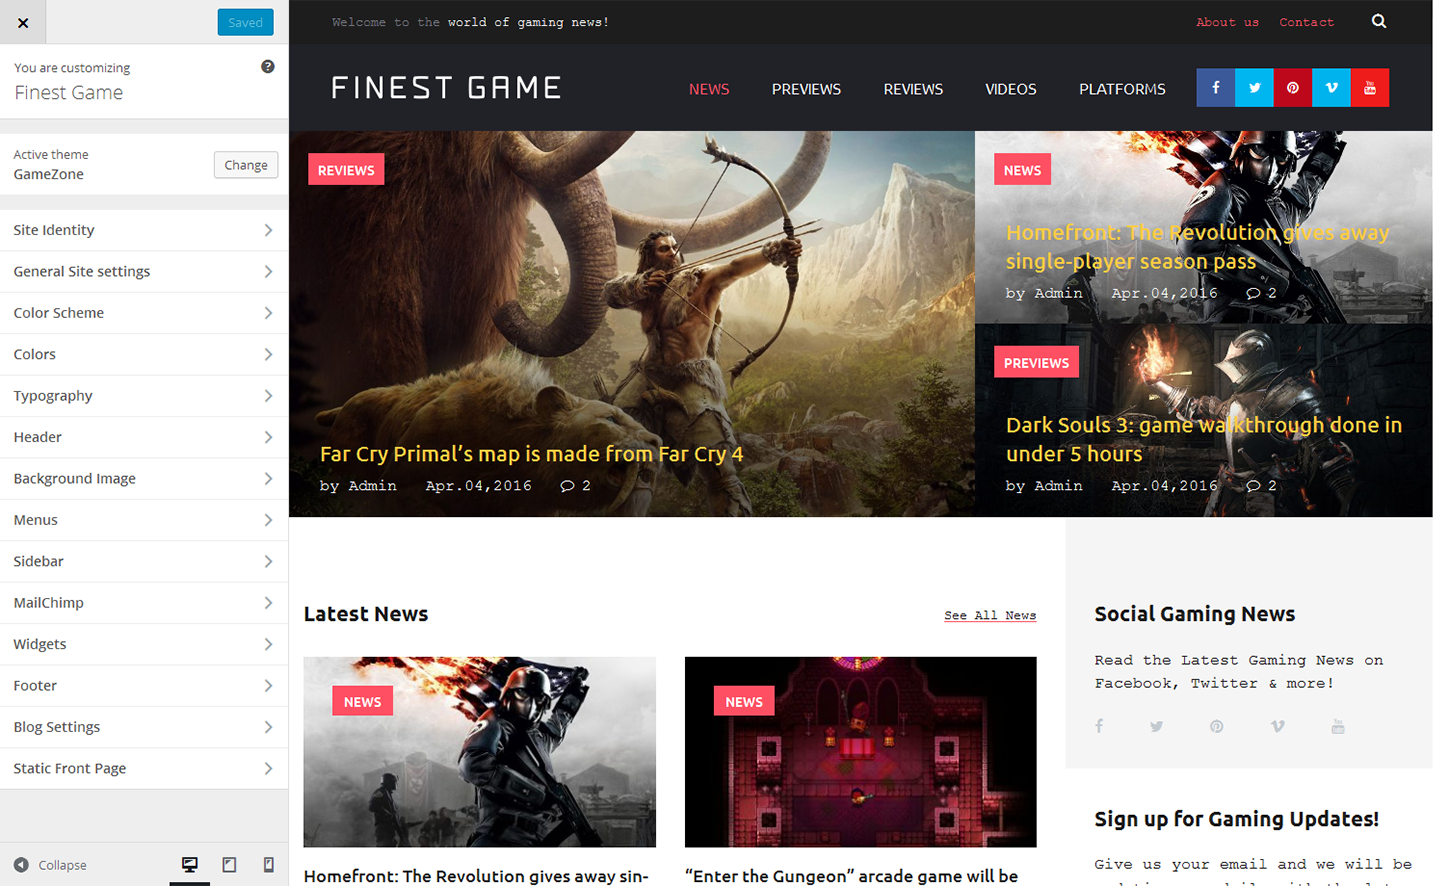 Saved
You are customizing
Finest Game
Active theme
GameZone
Change
Site Identity
General Site settings
Color Scheme
Colors
Typography
Header
Background Image
Menus
Sidebar
MailChimp
Widgets
Footer
Blog Settings
Static Front Page
Collapse
Welcome to the world of gaming news!
About us Contact
FINEST GAME
NEWS PREVIEWS REVIEWS VIDEOS PLATFORMS
You
Tube
REVIEWS
Far Cry Primal’s map is made from Far Cry 4
by Admin Apr.04,2016 2
NEWS
Homefront: The Revolution gives away
single-player season pass
by Admin Apr.04,2016 2
PREVIEWS
Dark Souls 3: game walkthrough done in
under 5 hours
by Admin Apr.04,2016 2
Latest News
See All News
NEWS
Homefront: The Revolution gives away sin-
NEWS
“Enter the Gungeon” arcade game will be
Social Gaming News
Read the Latest Gaming News on
Facebook, Twitter & more!
You
Tube
Sign up for Gaming Updates!
Give us your email and we will be